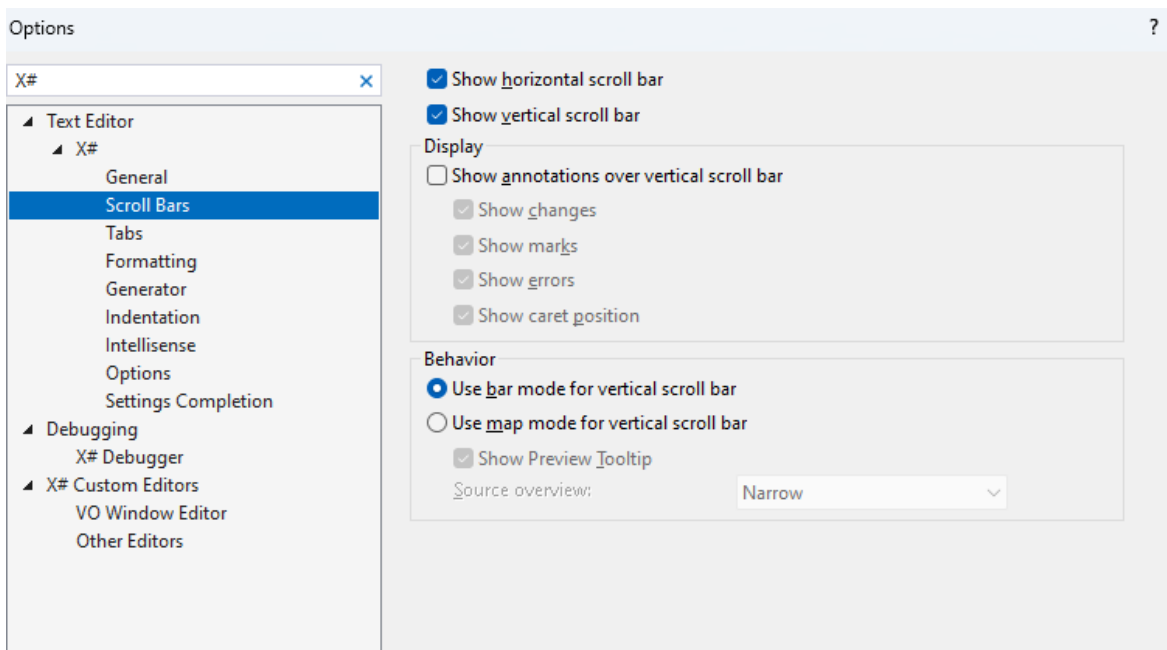 Options
?
X#
Text Editor
X#
General
Scroll Bars
Tabs
Formatting
Generator
Indentation
Intellisense
Options
Settings Completion
Debugging
X# Debugger
X# Custom Editors
VO Window Editor
Other Editors
Show horizontal scroll bar
Show vertical scroll bar
Display
Show annotations over vertical scroll bar
Show changes
Show marks
Show errors
Show caret position
Behavior
Use bar mode for vertical scroll bar
Use map mode for vertical scroll bar
Show Preview Tooltip
Source overview:
Narrow